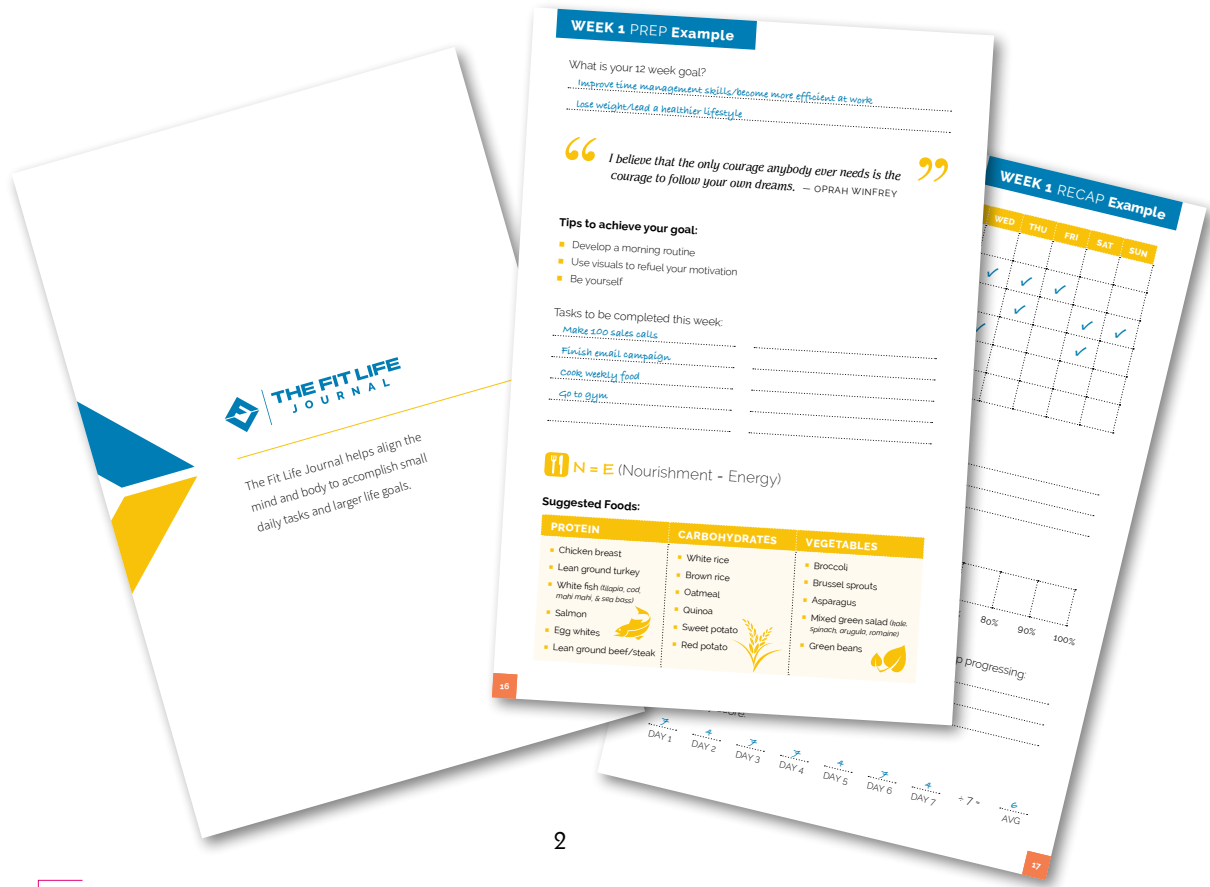 THE FIT LIFE
JOURNAL
The Fit Life Journal helps align the
mind and body to accomplish small
daily tasks and larger life goals.
WEEK 1 PREP Example
What is your 12 week goal?
Improve time management skills/become more efficient at work
lose weight/lead a healthier lifestyle
“ I believe that the only courage anybody ever needs is the ”
courage to follow your own dreams. — OPRAH WINFREY
Tips to achieve your goal:
Develop a morning routine
Use visuals to refuel your motivation
Be yourself
Tasks to be completed this week:
Make 100 sales calls
Finish email campaign
Cook weekly food
Go to gym
N = E (Nourishment - Energy)
Suggested Foods:
PROTEIN
Chicken breast
Lean ground turkey
White fish (tilapia, cod,
mahi mahi, & sea bass)
Salmon
Egg whites
Lean ground beef/steak
CARBOHYDRATES
White rice
Brown rice
Oatmeal
Quinoa
Sweet potato
Red potato
VEGETABLES
Broccoli
Brussel sprouts
Asparagus
Mixed green salad (kale,
spinach, arugula, romaine)
Green beans
16
WEEK 1 RECAP Example
WED THU FRI SAT SUN
80% 90% 100%
progressing:
7 4 7 7 4 7 4 6
DAY 1 DAY 2 DAY 3 DAY 4 DAY 5 DAY 6 DAY 7 ÷ 7 = AVG
17
2